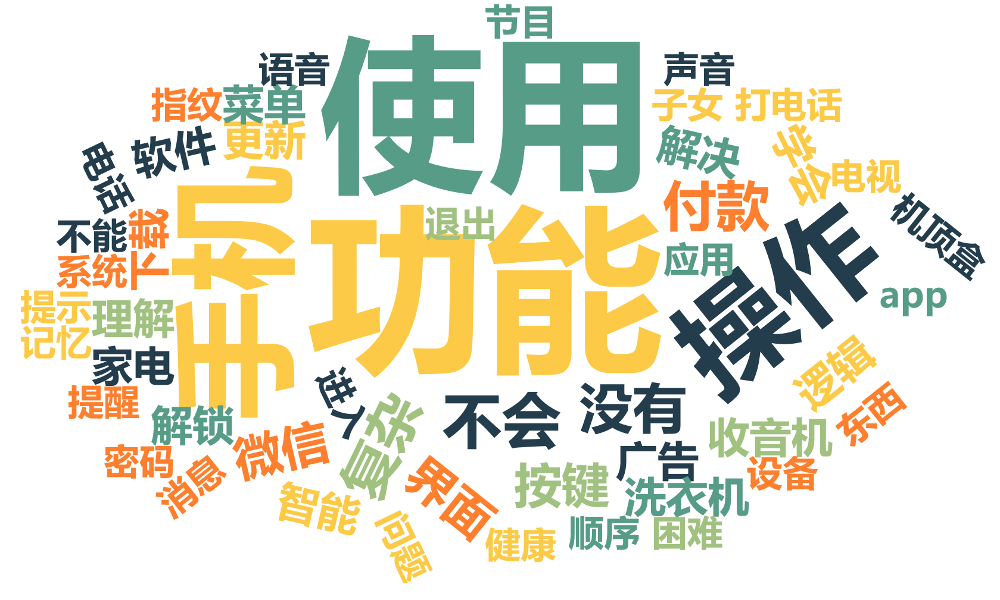 节目
使用
语音
声音
指纹
菜单
子女
打电话
更新
软件
电话
解决
学会
电视
手机
功能
退出
付款
机顶盒
不能
下载
应用
操作
系统
app
提示
理解
记忆
家电
逻辑
进入
提醒
解锁
复杂
不会
没有
东西
微信
收音机
密码
消息
广告
界面
按键
设备
智能
洗衣机
问题
健康
顺序
困难